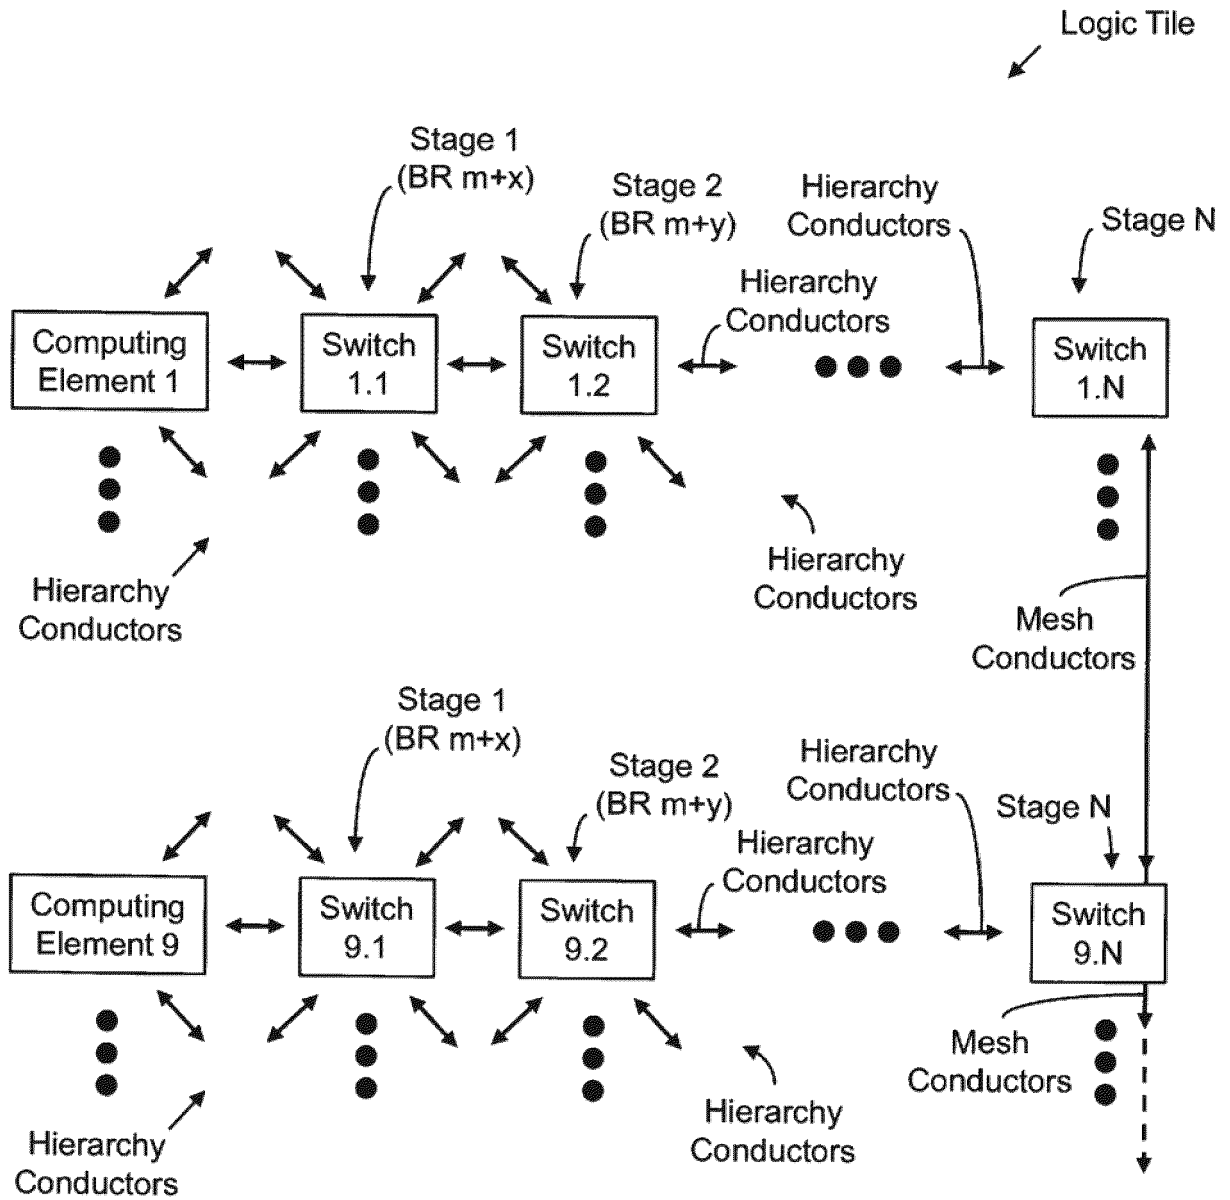 Logic Tile
Stage 1
(BR m+x)
Stage 2
(BR m+y)
Hierarchy
Conductors
Stage N
Hierarchy
Conductors
Computing
Element 1
Switch
1.1
Switch
1.2
Switch
1.N
Hierarchy
Conductors
Hierarchy
Conductors
Mesh
Conductors
Stage 1
(BR m+x)
Stage 2
(BR m+y)
Hierarchy
Conductors
Stage N
Hierarchy
Conductors
Computing
Element 9
Switch
9.1
Switch
9.2
Switch
9.N
Mesh
Conductors
Hierarchy
Conductors
Hierarchy
Conductors